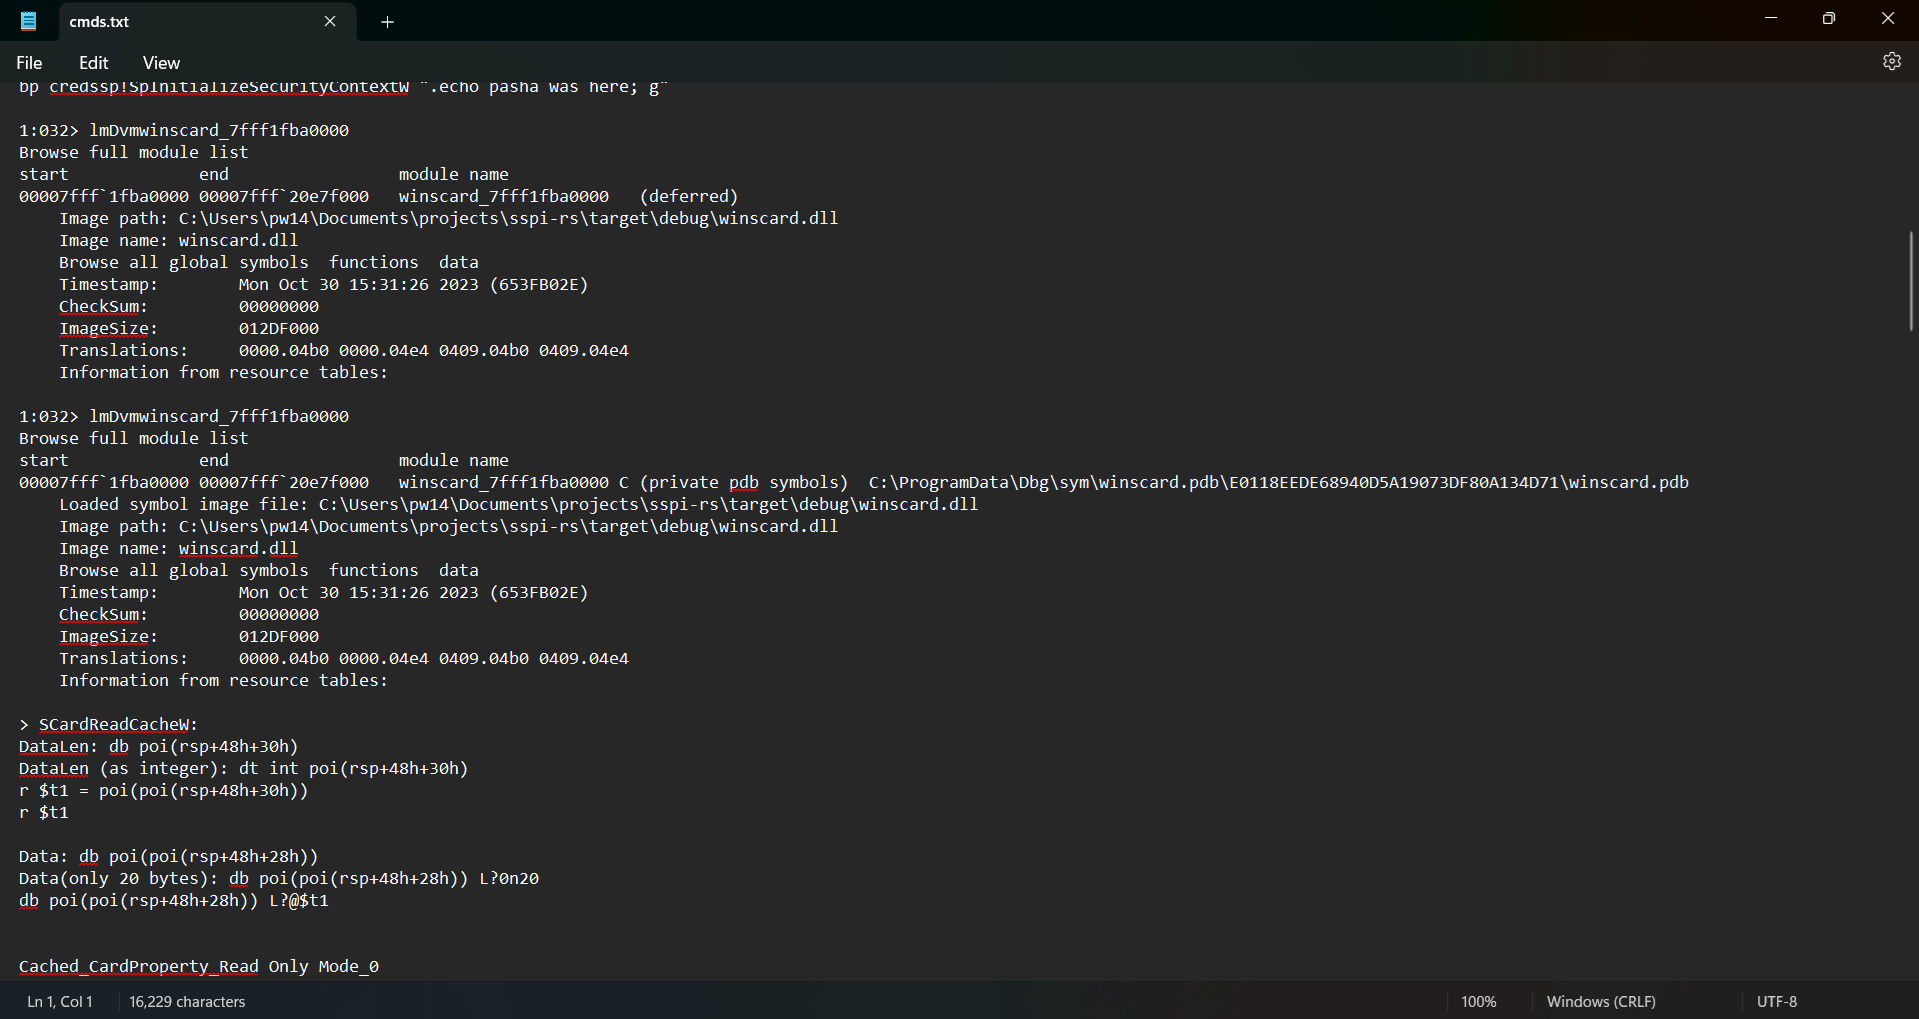 cmds.txt
File Edit View
bp credssp!SpInitializeSecurityContextW ".echo pasha was here; g"
1:032> lmDvmwinscard_7fff1fba0000
Browse full module list
start             end                 module name
00007fff`1fba0000 00007fff`20e7f000   winscard_7fff1fba0000   (deferred)
    Image path: C:\Users\pw14\Documents\projects\sspi-rs\target\debug\winscard.dll
    Image name: winscard.dll
    Browse all global symbols  functions  data
    Timestamp:        Mon Oct 30 15:31:26 2023 (653FB02E)
    CheckSum:         00000000
    ImageSize:        012DF000
    Translations:     0000.04b0 0000.04e4 0409.04b0 0409.04e4
    Information from resource tables:
1:032> lmDvmwinscard_7fff1fba0000
Browse full module list
start             end                 module name
00007fff`1fba0000 00007fff`20e7f000   winscard_7fff1fba0000 C (private pdb symbols)  C:\ProgramData\Dbg\sym\winscard.pdb\E0118EEDE68940D5A19073DF80A134D71\winscard.pdb
    Loaded symbol image file: C:\Users\pw14\Documents\projects\sspi-rs\target\debug\winscard.dll
    Image path: C:\Users\pw14\Documents\projects\sspi-rs\target\debug\winscard.dll
    Image name: winscard.dll
    Browse all global symbols  functions  data
    Timestamp:        Mon Oct 30 15:31:26 2023 (653FB02E)
    CheckSum:         00000000
    ImageSize:        012DF000
    Translations:     0000.04b0 0000.04e4 0409.04b0 0409.04e4
    Information from resource tables:
> SCardReadCacheW:
DataLen: db poi(rsp+48h+30h)
DataLen (as integer): dt int poi(rsp+48h+30h)
r $t1 = poi(poi(rsp+48h+30h))
r $t1
Data: db poi(poi(rsp+48h+28h))
Data(only 20 bytes): db poi(poi(rsp+48h+28h)) L?0n20
db poi(poi(rsp+48h+28h)) L?@$t1
Cached_CardProperty_Read Only Mode_0
Ln 1, Col 1 16,229 characters 100% Windows (CRLF) UTF-8